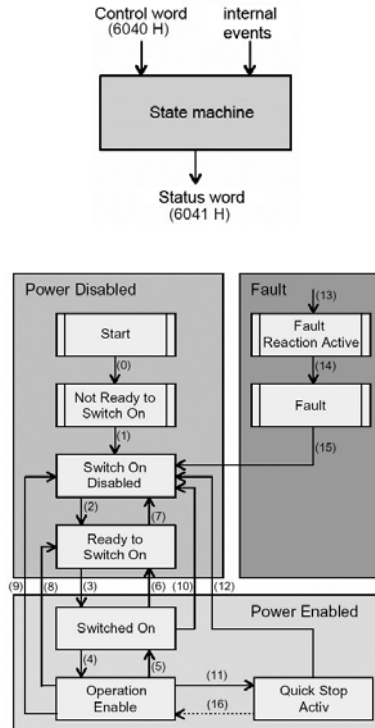 Control word
(6040 H)
internal
events
State machine
Status word
(6041 H)
Power Disabled
Fault
Start
(13)
Fault
Reaction Active
(0)
(14)
Not Ready to
Switch On
Fault
(1)
(15)
Switch On
Disabled
(2)
(7)
Ready to
Switch On
(9)
(8)
(3)
(6)
(10)
(12)
Power Enabled
Switched On
(4)
(5)
(11)
Operation
Enable
Quick Stop
Activ
(16)